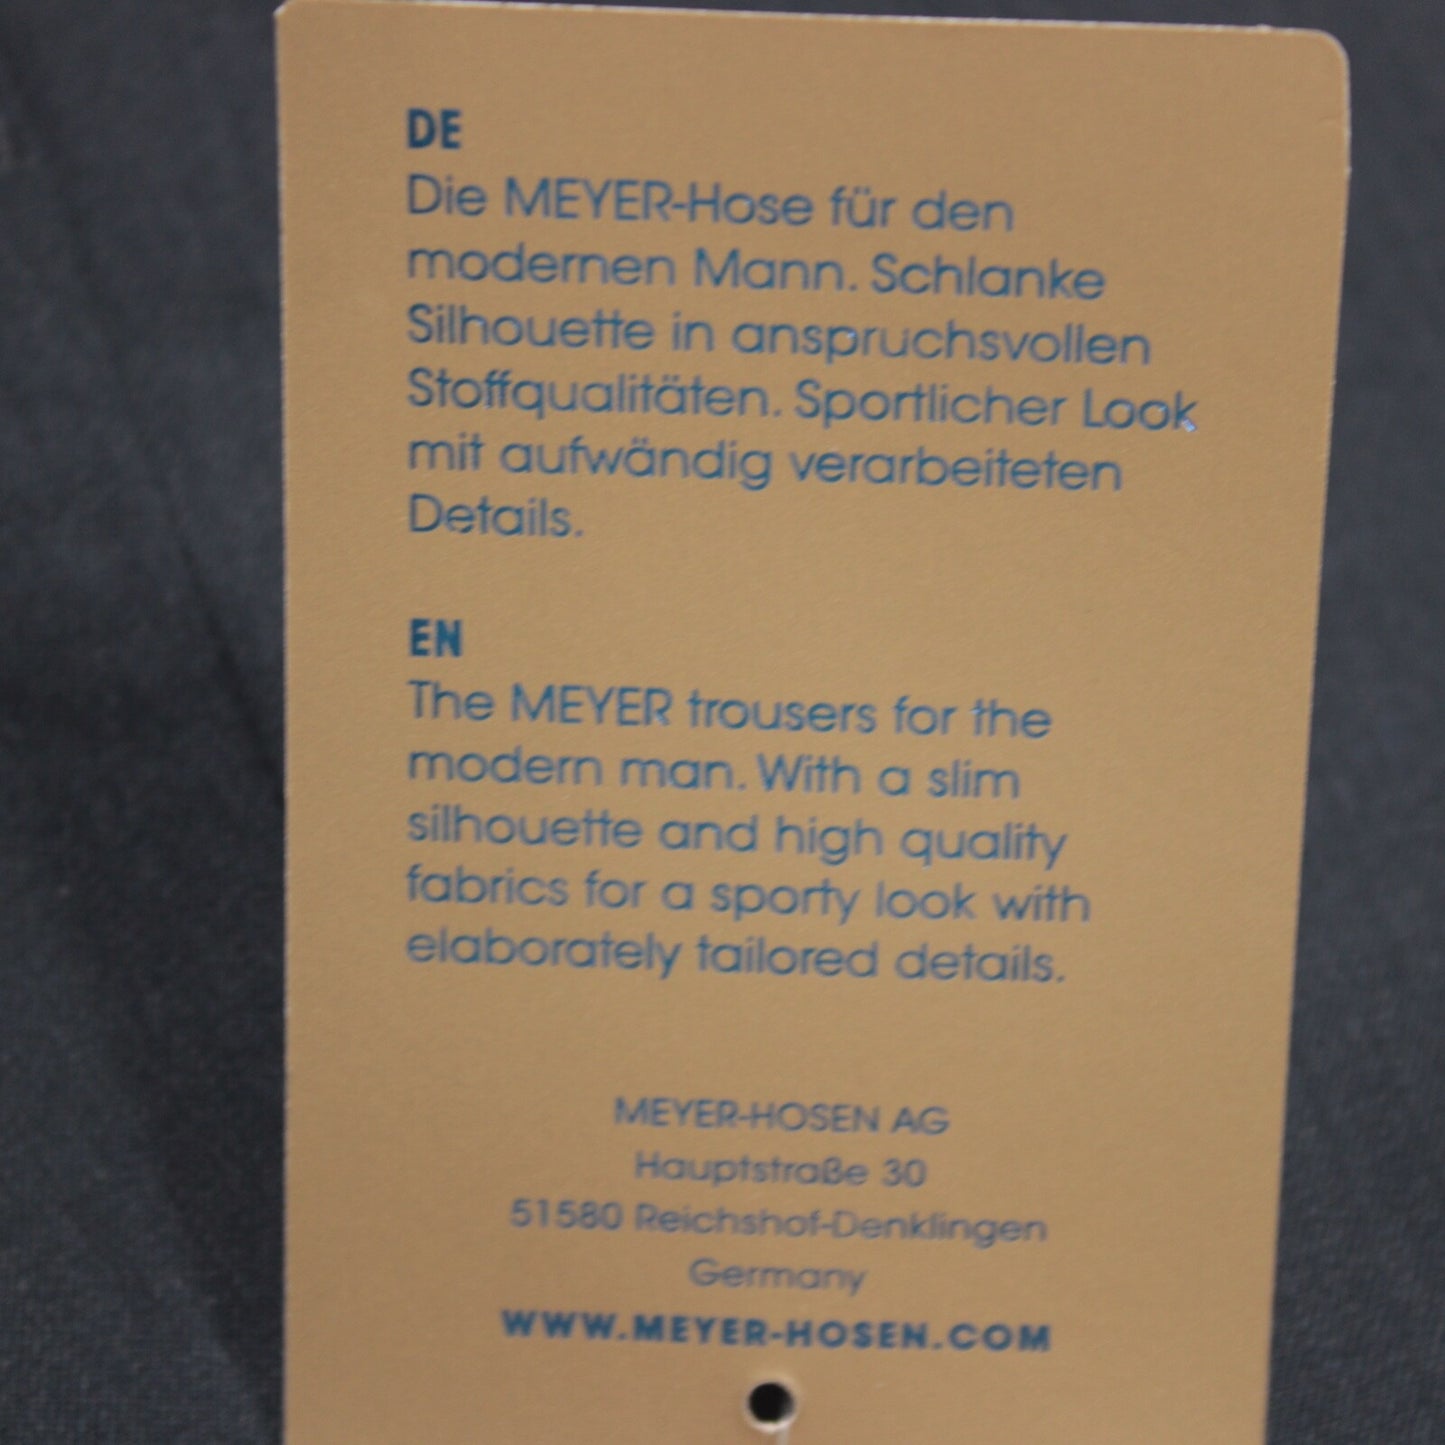 DE
Die MEYER-Hose für den
modernen Mann. Schlanke
Silhouette in anspruchsvollen
Stoffqualitäten. Sportlicher Look
mit aufwändig verarbeiteten
Details.
EN
The MEYER trousers for the
modern man. With a slim
silhouette and high quality
fabrics for a sporty look with
elaborately tailored details.
MEYER-HOSEN AG
Hauptstraße 30
51580 Reichshof-Denklingen
Germany
WWW.MEYER-HOSEN.COM